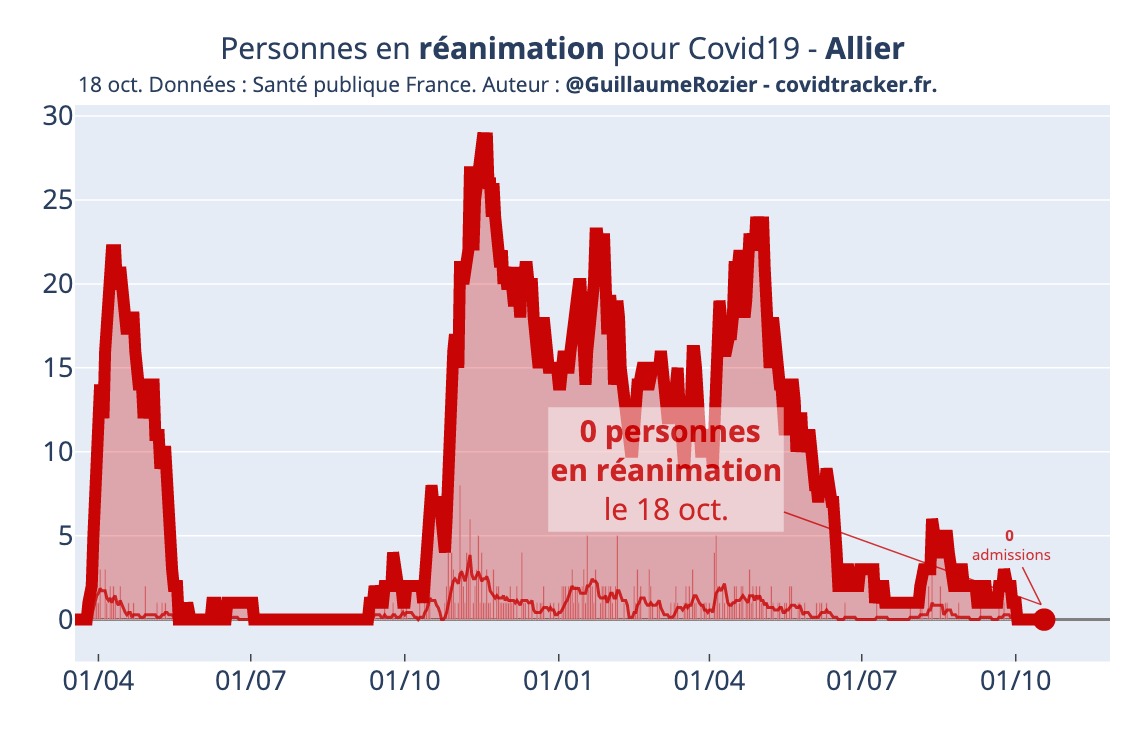 Personnes en réanimation pour Covid19 - Allier
18 oct. Données : Santé publique France. Auteur : @GuillaumeRozier - covidtracker.fr.
30
25
20
15
10
5
0
0 personnes
en réanimation
le 18 oct.
0
admissions
01/04 01/07 01/10 01/01 01/04 01/07 01/10